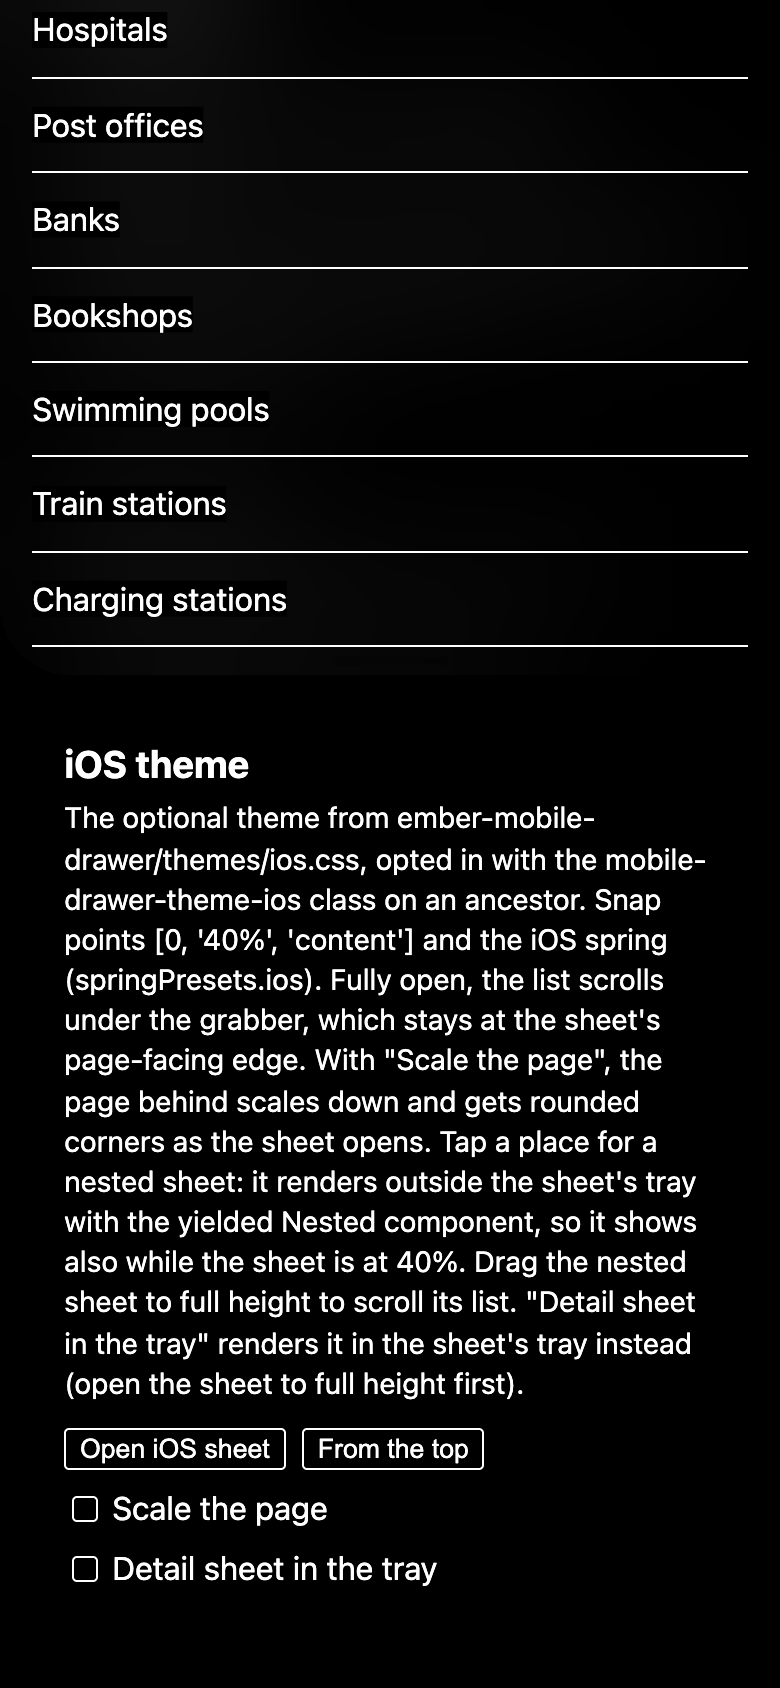 Hospitals
Post offices
Banks
Bookshops
Swimming pools
Train stations
Charging stations
iOS theme
The optional theme from ember-mobile-
drawer/themes/ios.css, opted in with the mobile-
drawer-theme-ios class on an ancestor. Snap
points [0, '40%', 'content'] and the iOS spring
(springPresets.ios). Fully open, the list scrolls
under the grabber, which stays at the sheet's
page-facing edge. With "Scale the page", the
page behind scales down and gets rounded
corners as the sheet opens. Tap a place for a
nested sheet: it renders outside the sheet's tray
with the yielded Nested component, so it shows
also while the sheet is at 40%. Drag the nested
sheet to full height to scroll its list. "Detail sheet
in the tray" renders it in the sheet's tray instead
(open the sheet to full height first).
Open iOS sheet From the top
Scale the page
Detail sheet in the tray